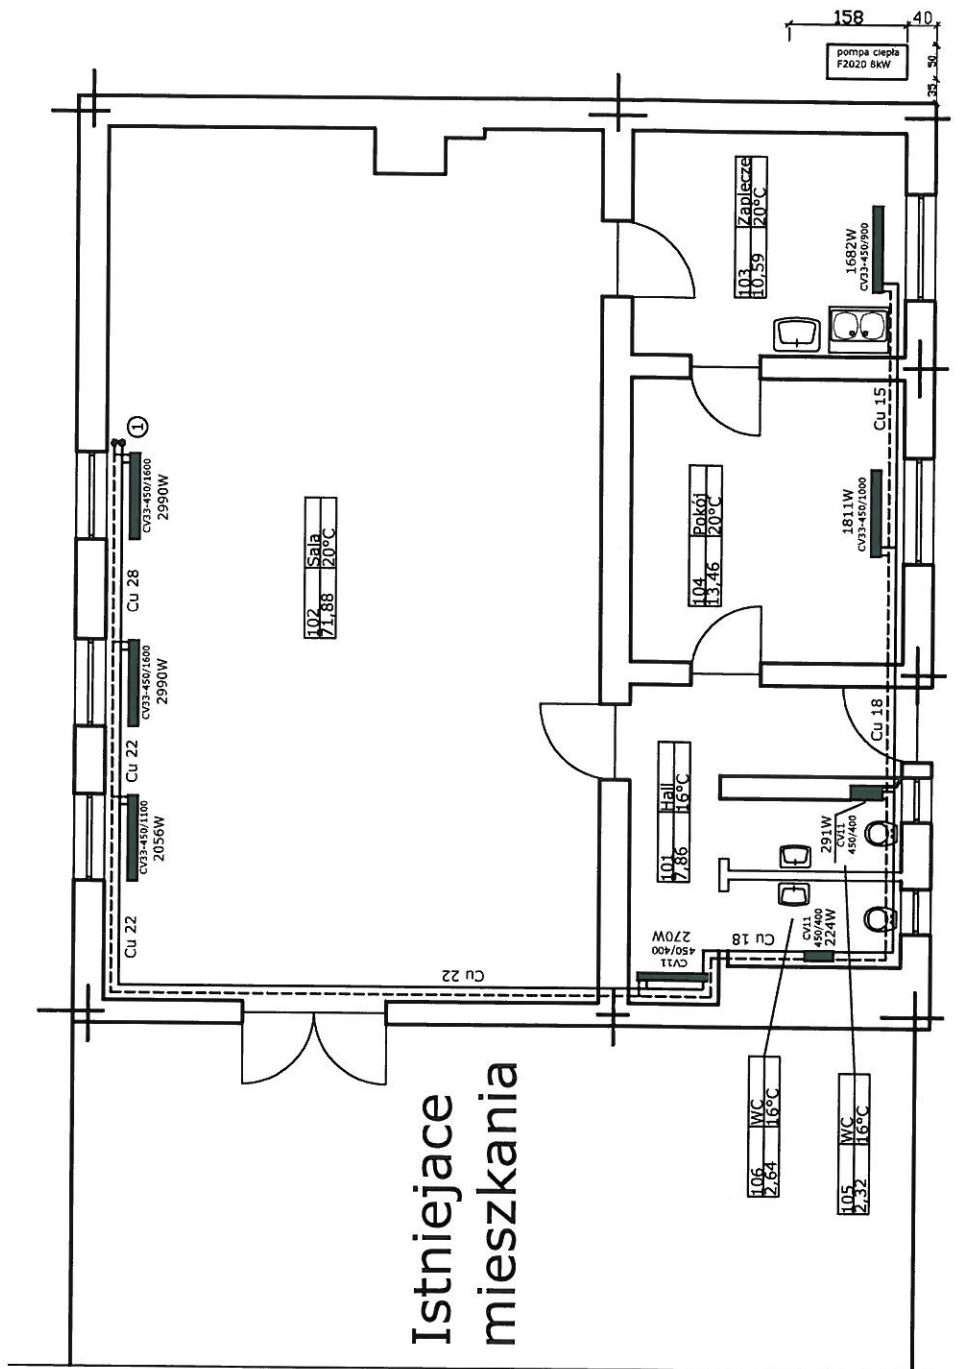 158
40
pompa ciepła
F2020 8kW
50
35
103
Zaplecze
10,59
20°C
1682W
CV33-450/900
Cu 15
1
CV33-450/1600
2990W
Cu 28
CV33-450/1600
2990W
Cu 22
CV33-450/1100
2056W
Cu 22
102
Sala
71,88
20°C
104
Pokój
13,46
20°C
1811W
CV33-450/1000
Cu 18
101
Hall
7,86
16°C
291W
CV11
450/400
CV11
450/400
224W
Cu 18
CV11
450/400
270W
Cu 22
Istniejace
mieszkania
106
WC
2,64
16°C
105
WC
2,32
16°C